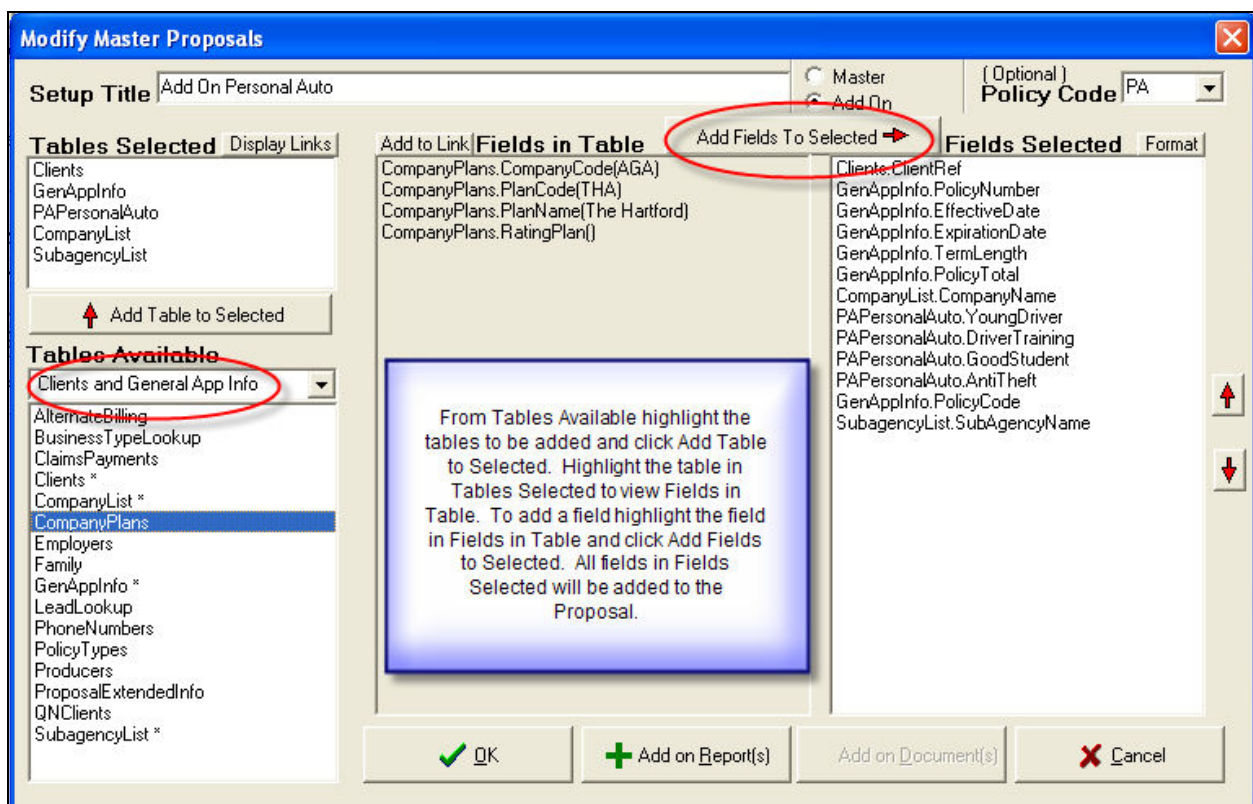 Modify Master Proposals
Setup Title Add On Personal Auto
Master
Add On
( Optional )
Policy Code PA
Tables Selected Display Links
Clients
GenAppInfo
PAPersonalAuto
CompanyList
SubagencyList
Add Table to Selected
Tables Available
Clients and General App Info
AlternateBilling
BusinessTypeLookup
ClaimsPayments
Clients *
CompanyList *
CompanyPlans
Employers
Family
GenAppInfo *
LeadLookup
PhoneNumbers
PolicyTypes
Producers
ProposalExtendedInfo
QNClients
SubagencyList *
Add to Link Fields in Table
Add Fields To Selected
CompanyPlans.CompanyCode(AGA)
CompanyPlans.PlanCode(THA)
CompanyPlans.PlanName(The Hartford)
CompanyPlans.RatingPlan()
From Tables Available highlight the
tables to be added and click Add Table
to Selected. Highlight the table in
Tables Selected to view Fields in
Table. To add a field highlight the field
in Fields in Table and click Add Fields
to Selected. All fields in Fields
Selected will be added to the
Proposal.
Fields Selected Format
Clients.ClientRef
GenAppInfo.PolicyNumber
GenAppInfo.EffectiveDate
GenAppInfo.ExpirationDate
GenAppInfo.TermLength
GenAppInfo.PolicyTotal
CompanyList.CompanyName
PAPersonalAuto.YoungDriver
PAPersonalAuto.DriverTraining
PAPersonalAuto.GoodStudent
PAPersonalAuto.AntiTheft
GenAppInfo.PolicyCode
SubagencyList.SubAgencyName
OK
Add on Report(s)
Add on Document(s)
Cancel